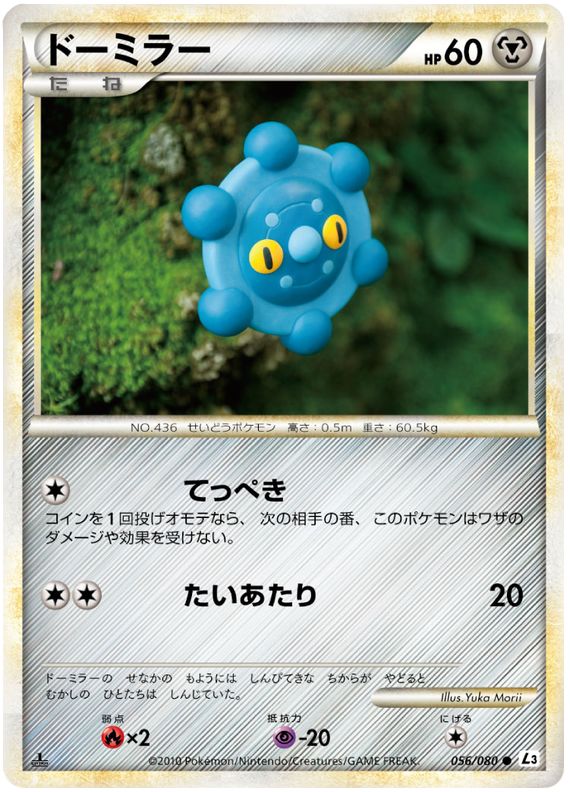 ドーミラー
HP60
たね
NO.436 せいどうポケモン 高さ:0.5m 重さ:60.5kg
てっぺき
コインを1回投げオモテなら、次の相手の番、このポケモンはワザの
ダメージや効果を受けない。
たいあたり 20
ドーミラーの せなかの もようには しんぴてきな ちからが やどると
むかしの ひとたちは しんじていた。
Illus. Yuka Morii
弱点 抵抗力 にげる
×2 -20
©2010 Pokémon/Nintendo/Creatures/GAME FREAK. 056/080 L3